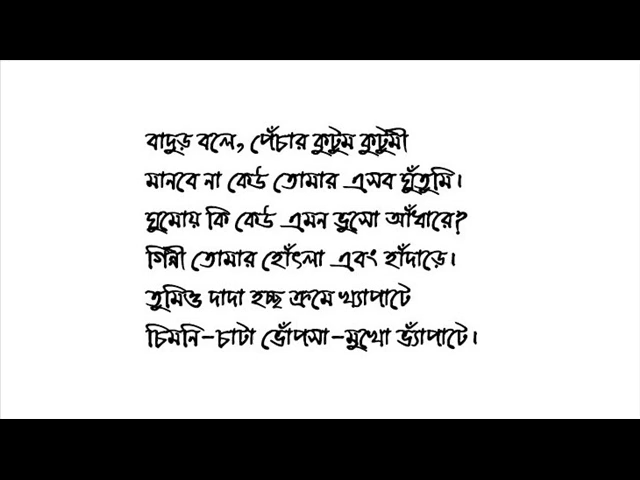 বাদুড় বলে, পেঁচার কুটুম কুটুমী
মানবে না কেউ তোমার এসব ঘুঁতুমি।
ঘুমোয় কি কেউ এমন ভুসো আঁধারে?
গিন্নী তোমার হোঁৎলা এবং হাঁদাড়ে।
তুমিও দাদা হচ্ছ ক্রমে খ্যাপাটে
চিমনি-চাটা ভোঁপসা-মুখো ভ্যাঁপাটে।